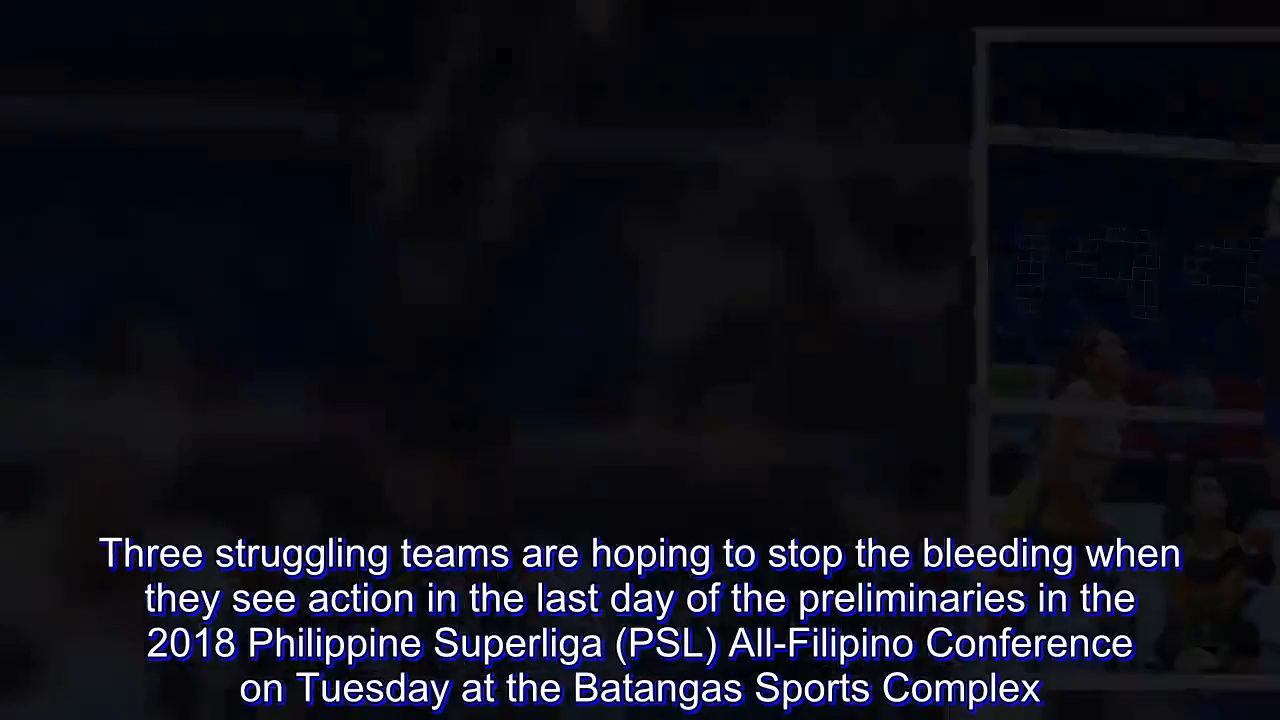 Three struggling teams are hoping to stop the bleeding when
they see action in the last day of the preliminaries in the
2018 Philippine Superliga (PSL) All-Filipino Conference
on Tuesday at the Batangas Sports Complex